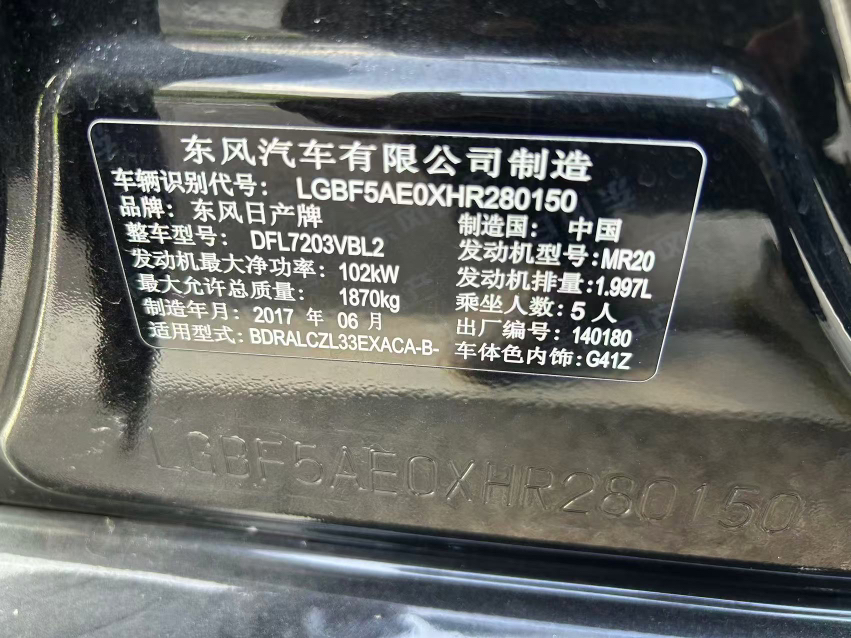 东风汽车有限公司制造
车辆识别代号: LGBF5AE0XHR280150
品牌: 东风日产牌 制造国: 中国
整车型号: DFL7203VBL2 发动机型号: MR20
发动机最大净功率: 102kW 发动机排量: 1.997L
最大允许总质量: 1870kg 乘坐人数: 5 人
制造年月: 2017 年 06 月 出厂编号: 140180
适用型式: BDRALCZL33EXACA-B- 车体色内饰: G41Z
LGBF5AE0XHR280150